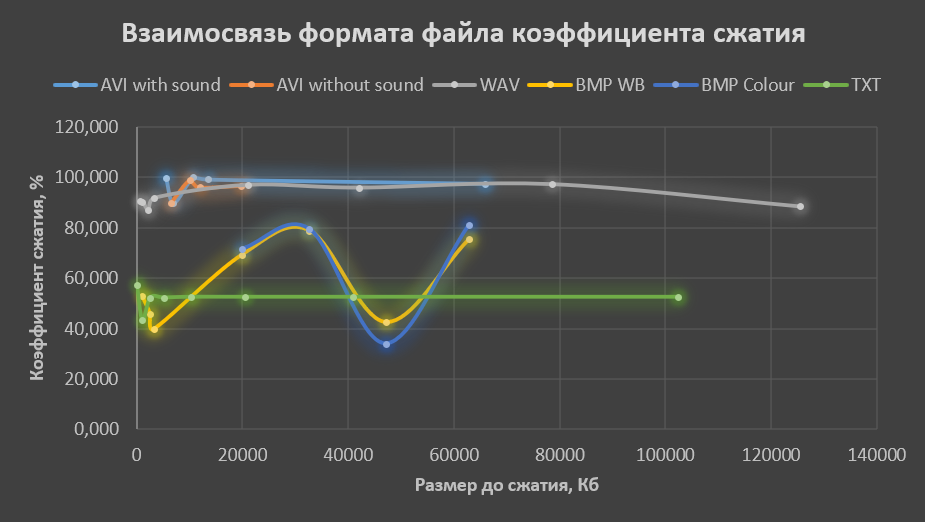 Взаимосвязь формата файла коэффициента сжатия
AVI with sound AVI without sound WAV BMP WB BMP Colour TXT
120,000
100,000
80,000
60,000
40,000
20,000
0,000
Коэффициент сжатия, %
0 20000 40000 60000 80000 100000 120000 140000
Размер до сжатия, Кб